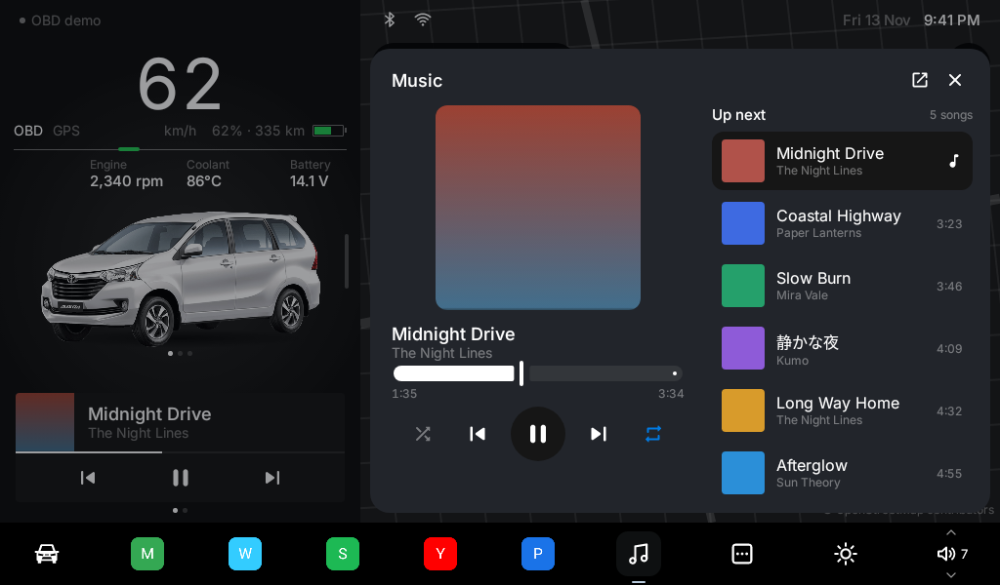 OBD demo
Fri 13 Nov 9:41 PM
62
OBD GPS km/h 62% · 335 km
Engine Coolant Battery
2,340 rpm 86°C 14.1 V
Midnight Drive
The Night Lines
Music
Midnight Drive
The Night Lines
1:35 3:34
Up next 5 songs
Midnight Drive
The Night Lines
Coastal Highway
Paper Lanterns
3:23
Slow Burn
Mira Vale
3:46
静かな夜
Kumo
4:09
Long Way Home
The Night Lines
4:32
Afterglow
Sun Theory
4:55
M W S Y P 7